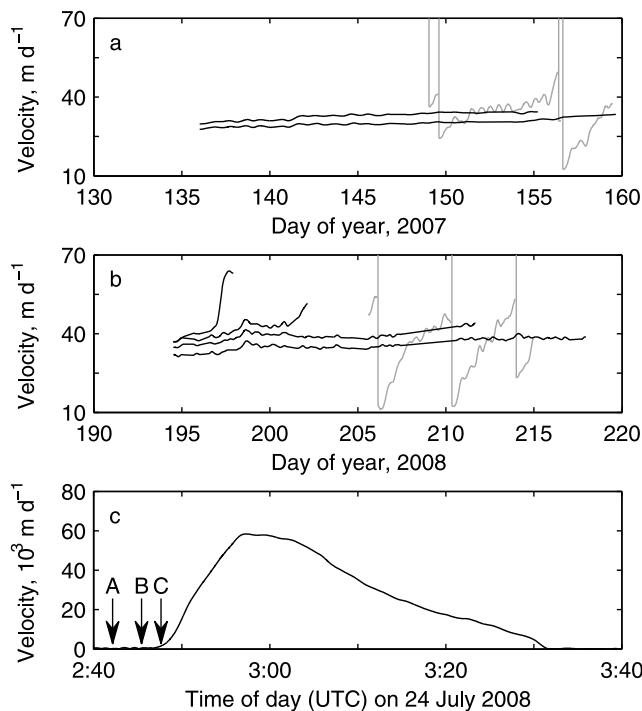 70
a
40
10
Velocity, m d⁻¹
130 135 140 145 150 155 160
Day of year, 2007
70
b
40
10
Velocity, m d⁻¹
190 195 200 205 210 215 220
Day of year, 2008
80
c
60
40
20
0
Velocity, 10³ m d⁻¹
A B C
2:40 3:00 3:20 3:40
Time of day (UTC) on 24 July 2008